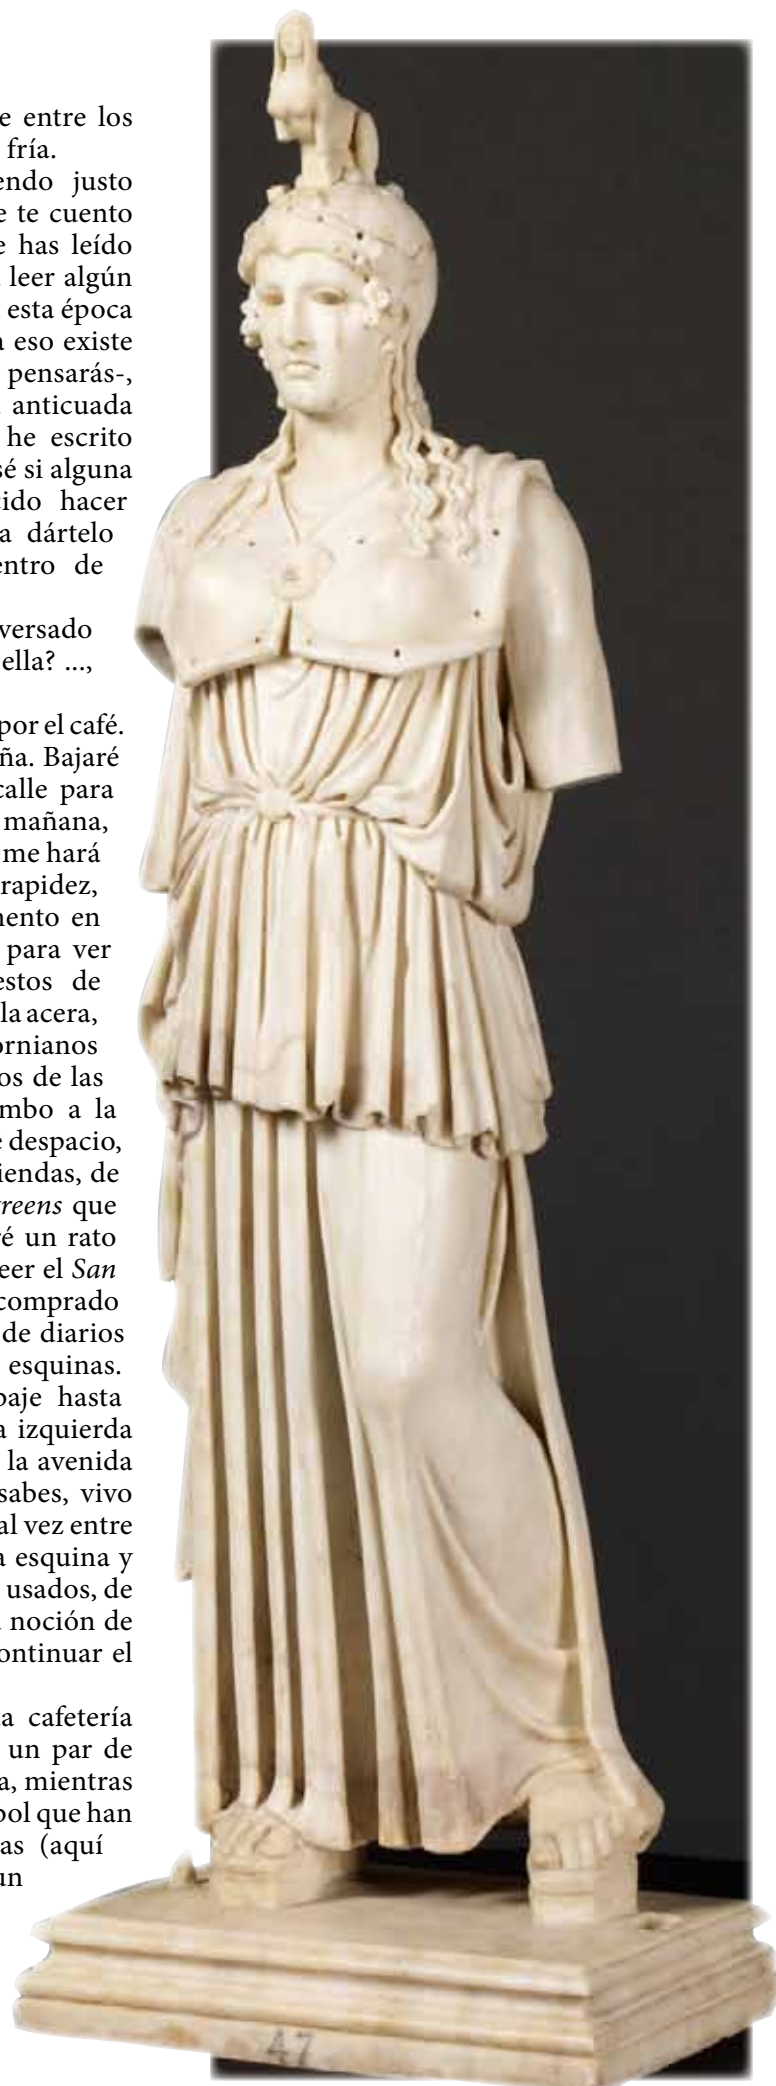 e entre los
fría.
endo justo
e te cuento
e has leído
leer algún
esta época
a eso existe
pensarás-,
anticuada
he escrito
sé si alguna
cido hacer
a dártelo
entro de
versado
ella? ...,
por el café.
ña. Bajaré
calle para
mañana,
me hará
rapidez,
mento en
para ver
estos de
la acera,
ornianos
os de las
mbo a la
é despacio,
iendas, de
reens que
ré un rato
eer el San
comprado
de diarios
esquinas.
baje hasta
a izquierda
la avenida
sabes, vivo
al vez entre
a esquina y
usados, de
a noción de
ontinuar el
ta cafetería
un par de
a, mientras
bol que han
as (aquí
un
47